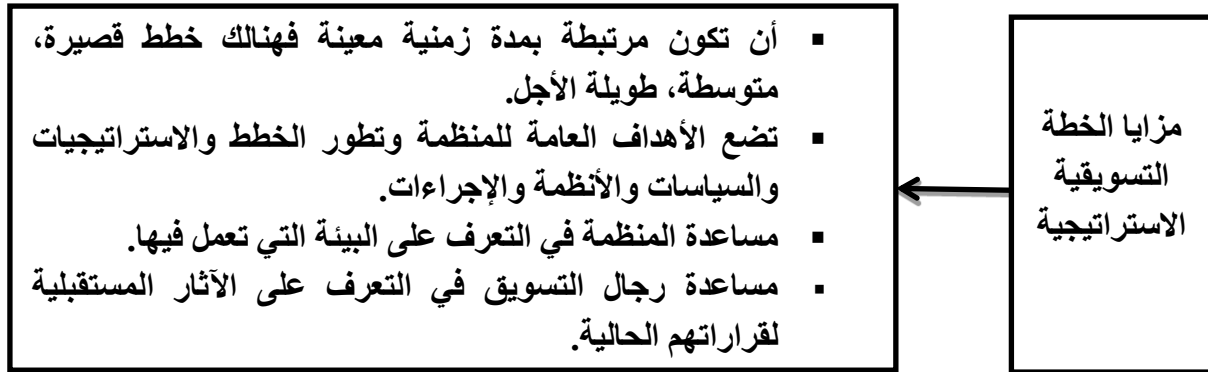 مزايا الخطة
التسويقية
الاستراتيجية
▪ أن تكون مرتبطة بمدة زمنية معينة فهنالك خطط قصيرة،
متوسطة، طويلة الأجل.
▪ تضع الأهداف العامة للمنظمة وتطور الخطط والاستراتيجيات
والسياسات والأنظمة والإجراءات.
▪ مساعدة المنظمة في التعرف على البيئة التي تعمل فيها.
▪ مساعدة رجال التسويق في التعرف على الآثار المستقبلية
لقراراتهم الحالية.